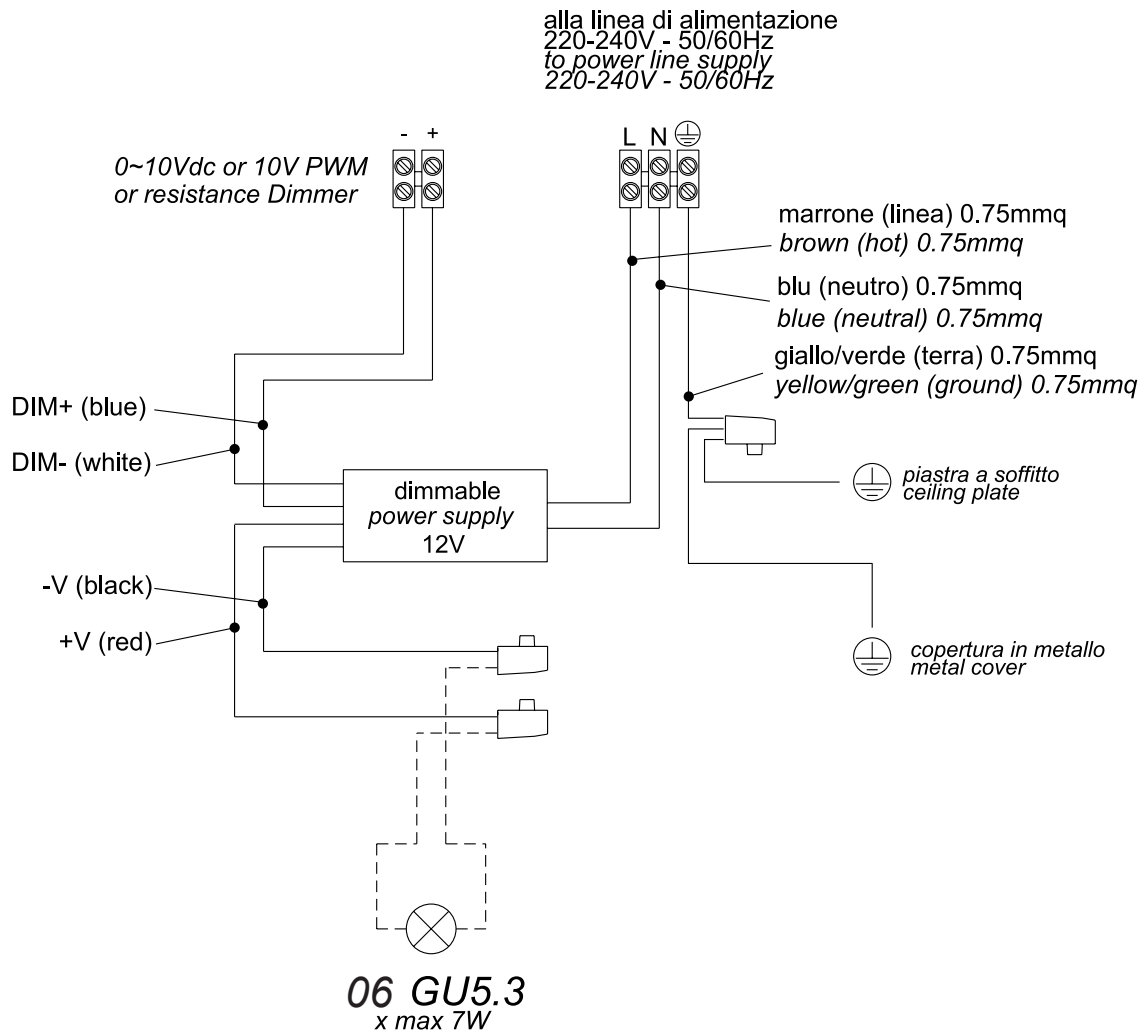 alla linea di alimentazione
220-240V - 50/60Hz
to power line supply
220-240V - 50/60Hz
- +
L N
0~10Vdc or 10V PWM
or resistance Dimmer
marrone (linea) 0.75mmq
brown (hot) 0.75mmq
blu (neutro) 0.75mmq
blue (neutral) 0.75mmq
giallo/verde (terra) 0.75mmq
yellow/green (ground) 0.75mmq
DIM+ (blue)
DIM- (white)
dimmable
power supply
12V
piastra a soffitto
ceiling plate
-V (black)
+V (red)
copertura in metallo
metal cover
06 GU5.3
x max 7W